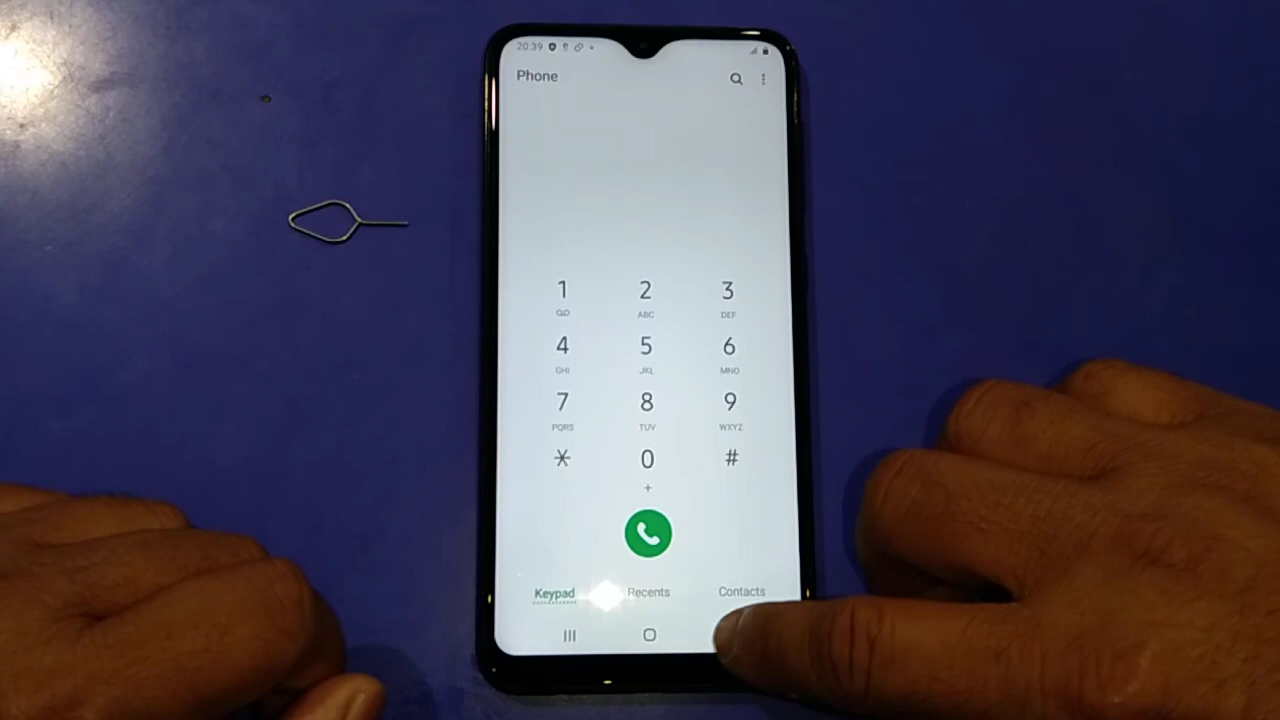 20:39
Phone
1 2 3
ABC DEF
4 5 6
GHI JKL MNO
7 8 9
PQRS TUV WXYZ
* 0 #
+
Keypad Recents Contacts